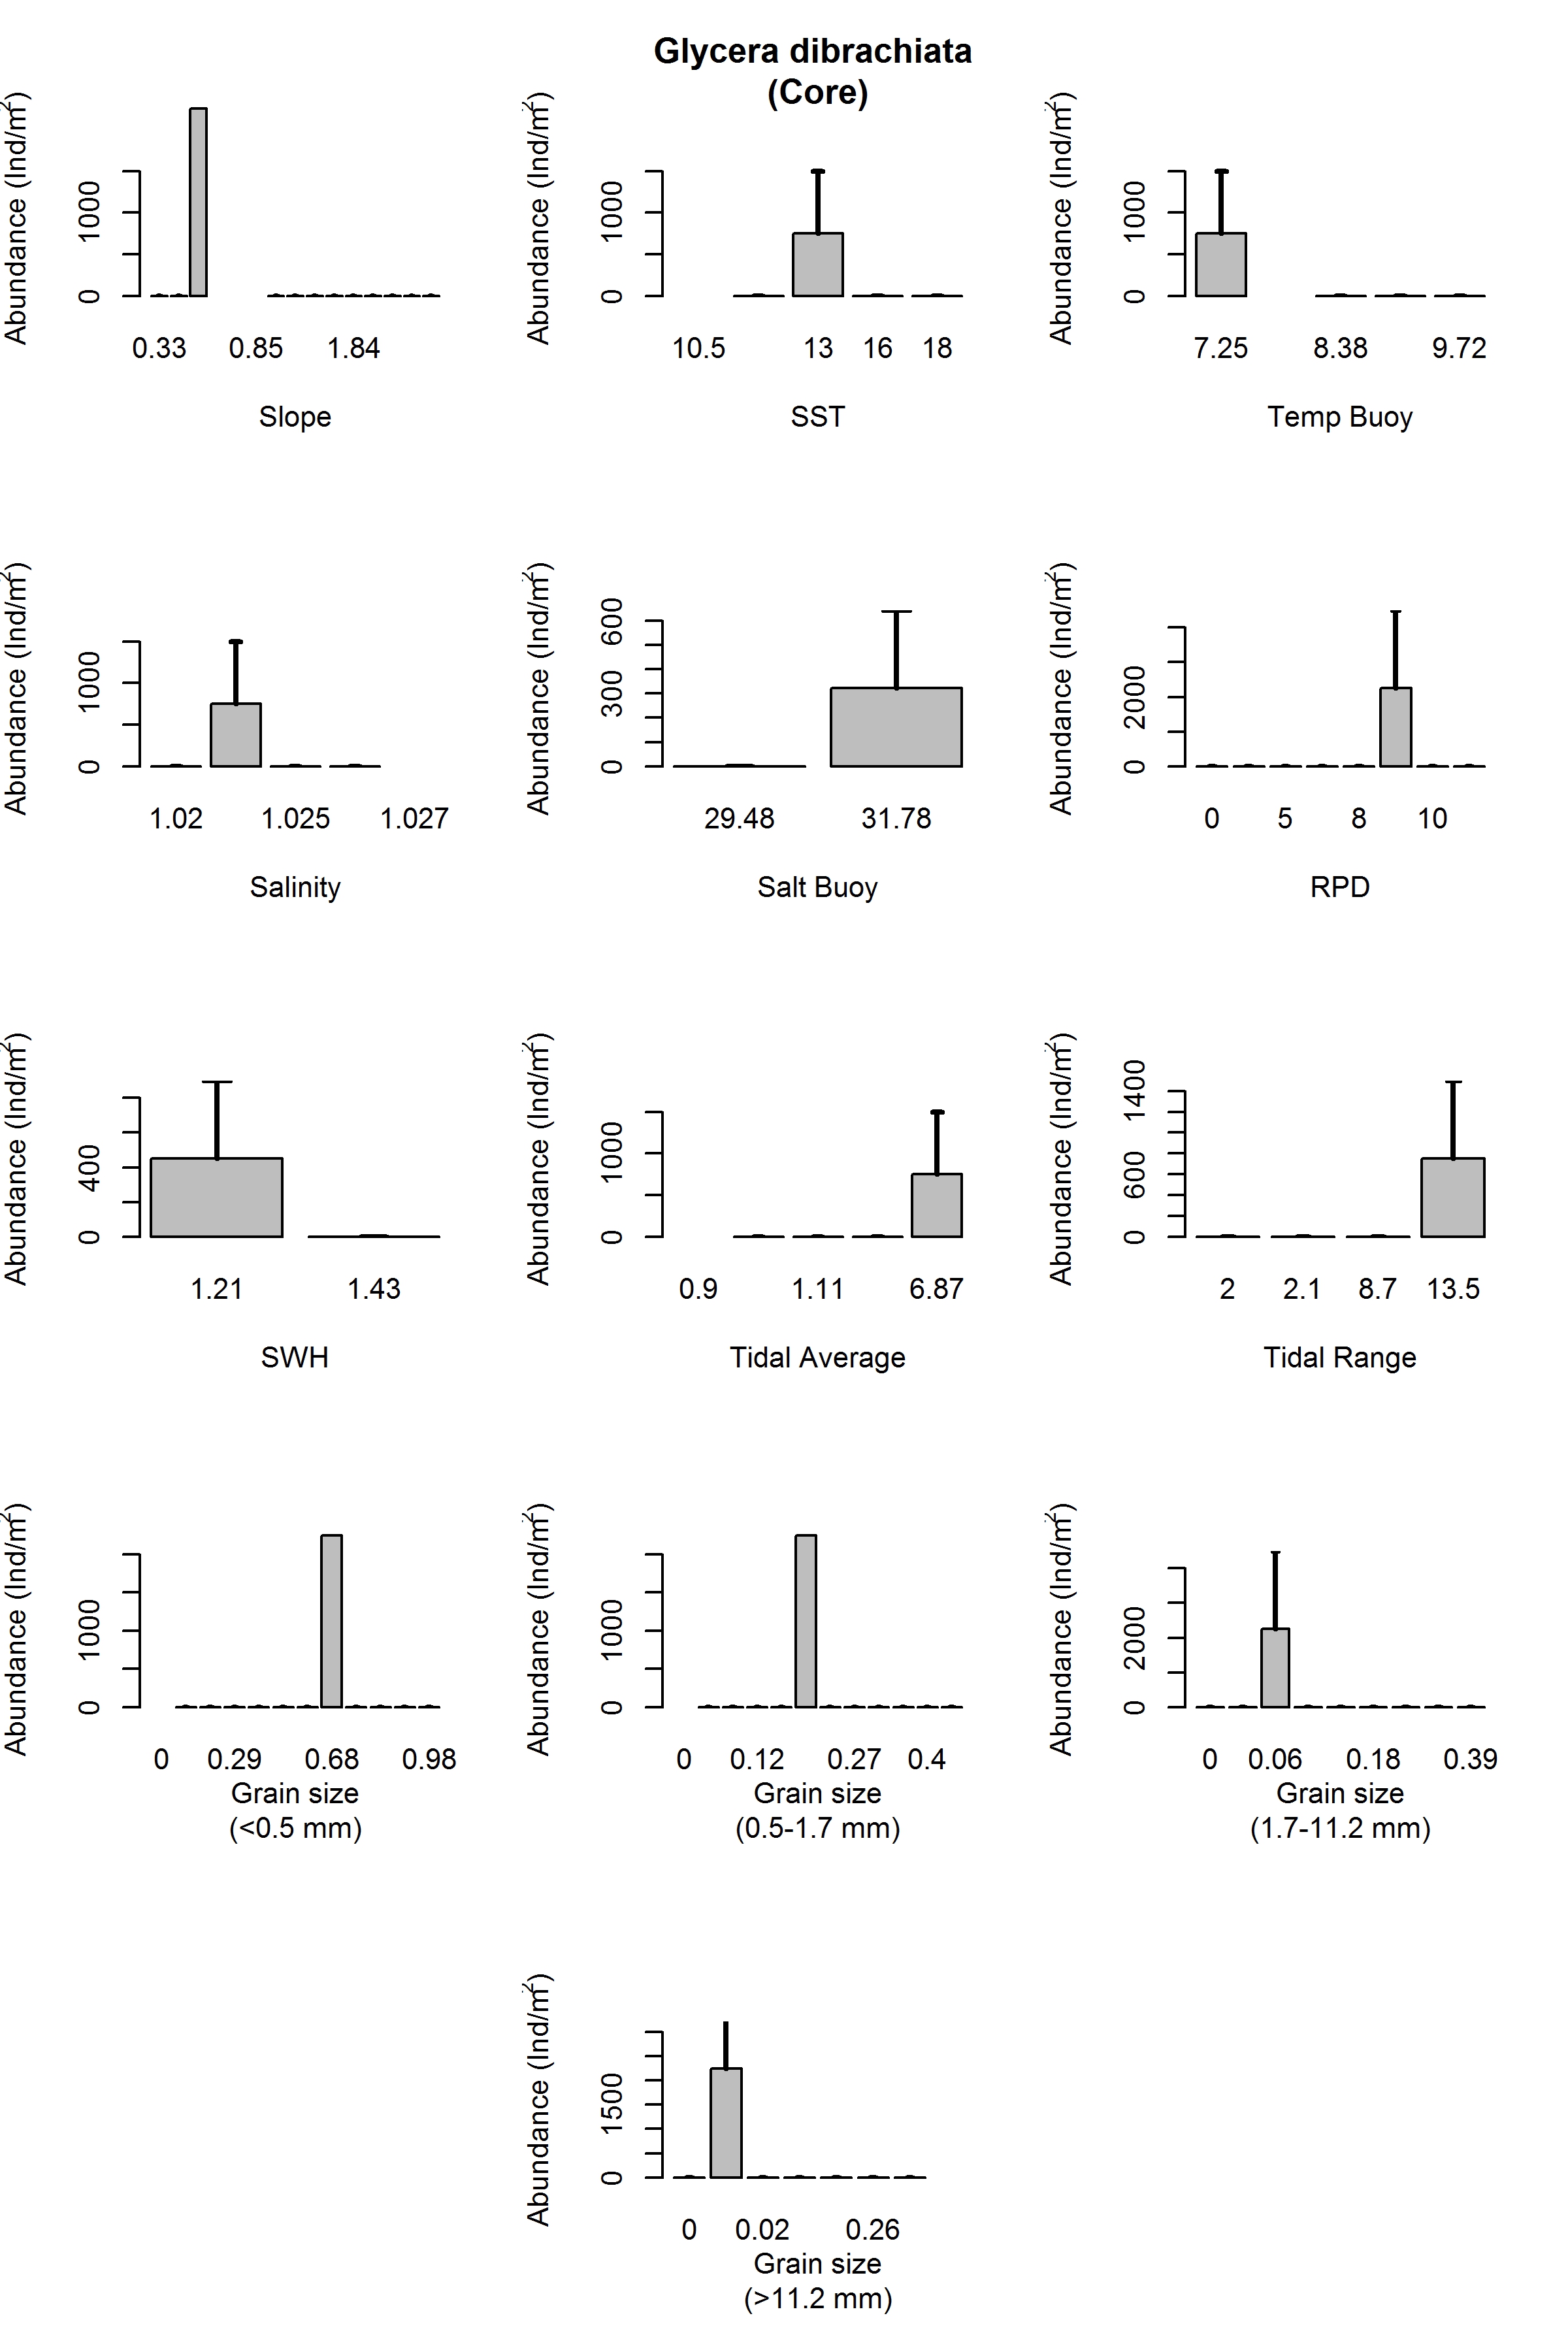 Glycera dibrachiata
(Core)
Abundance (Ind/m²)
0 1000
0.33 0.85 1.84
Slope
Abundance (Ind/m²)
0 1000
10.5 13 16 18
SST
Abundance (Ind/m²)
0 1000
7.25 8.38 9.72
Temp Buoy
Abundance (Ind/m²)
0 1000
1.02 1.025 1.027
Salinity
Abundance (Ind/m²)
0 300 600
29.48 31.78
Salt Buoy
Abundance (Ind/m²)
0 2000
0 5 8 10
RPD
Abundance (Ind/m²)
0 400
1.21 1.43
SWH
Abundance (Ind/m²)
0 1000
0.9 1.11 6.87
Tidal Average
Abundance (Ind/m²)
0 600 1400
2 2.1 8.7 13.5
Tidal Range
Abundance (Ind/m²)
0 1000
0 0.29 0.68 0.98
Grain size
(<0.5 mm)
Abundance (Ind/m²)
0 1000
0 0.12 0.27 0.4
Grain size
(0.5-1.7 mm)
Abundance (Ind/m²)
0 2000
0 0.06 0.18 0.39
Grain size
(1.7-11.2 mm)
Abundance (Ind/m²)
0 1500
0 0.02 0.26
Grain size
(>11.2 mm)